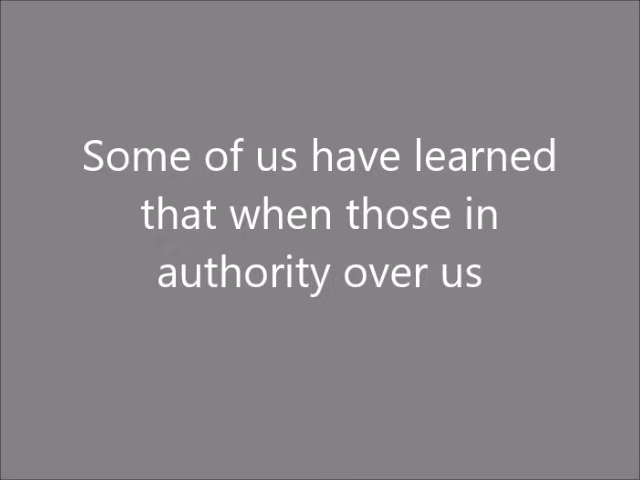 Some of us have learned
that when those in
authority over us